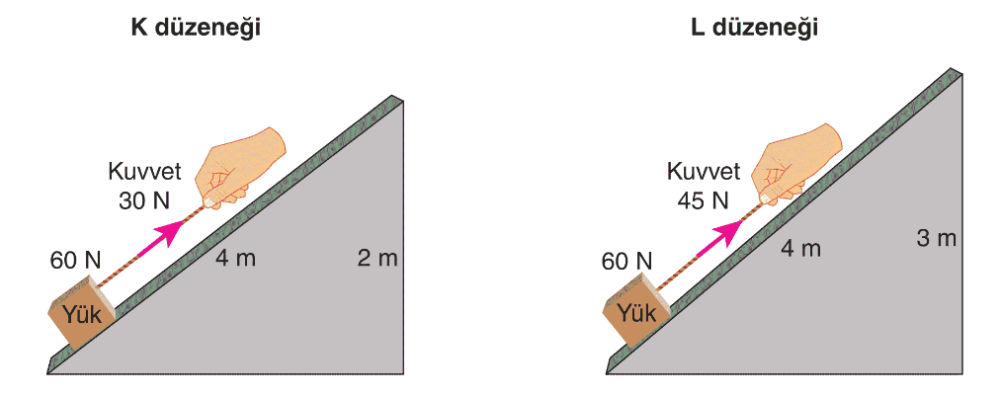 K düzeneği
Kuvvet
30 N
60 N
4 m
2 m
Yük
L düzeneği
Kuvvet
45 N
60 N
4 m
3 m
Yük